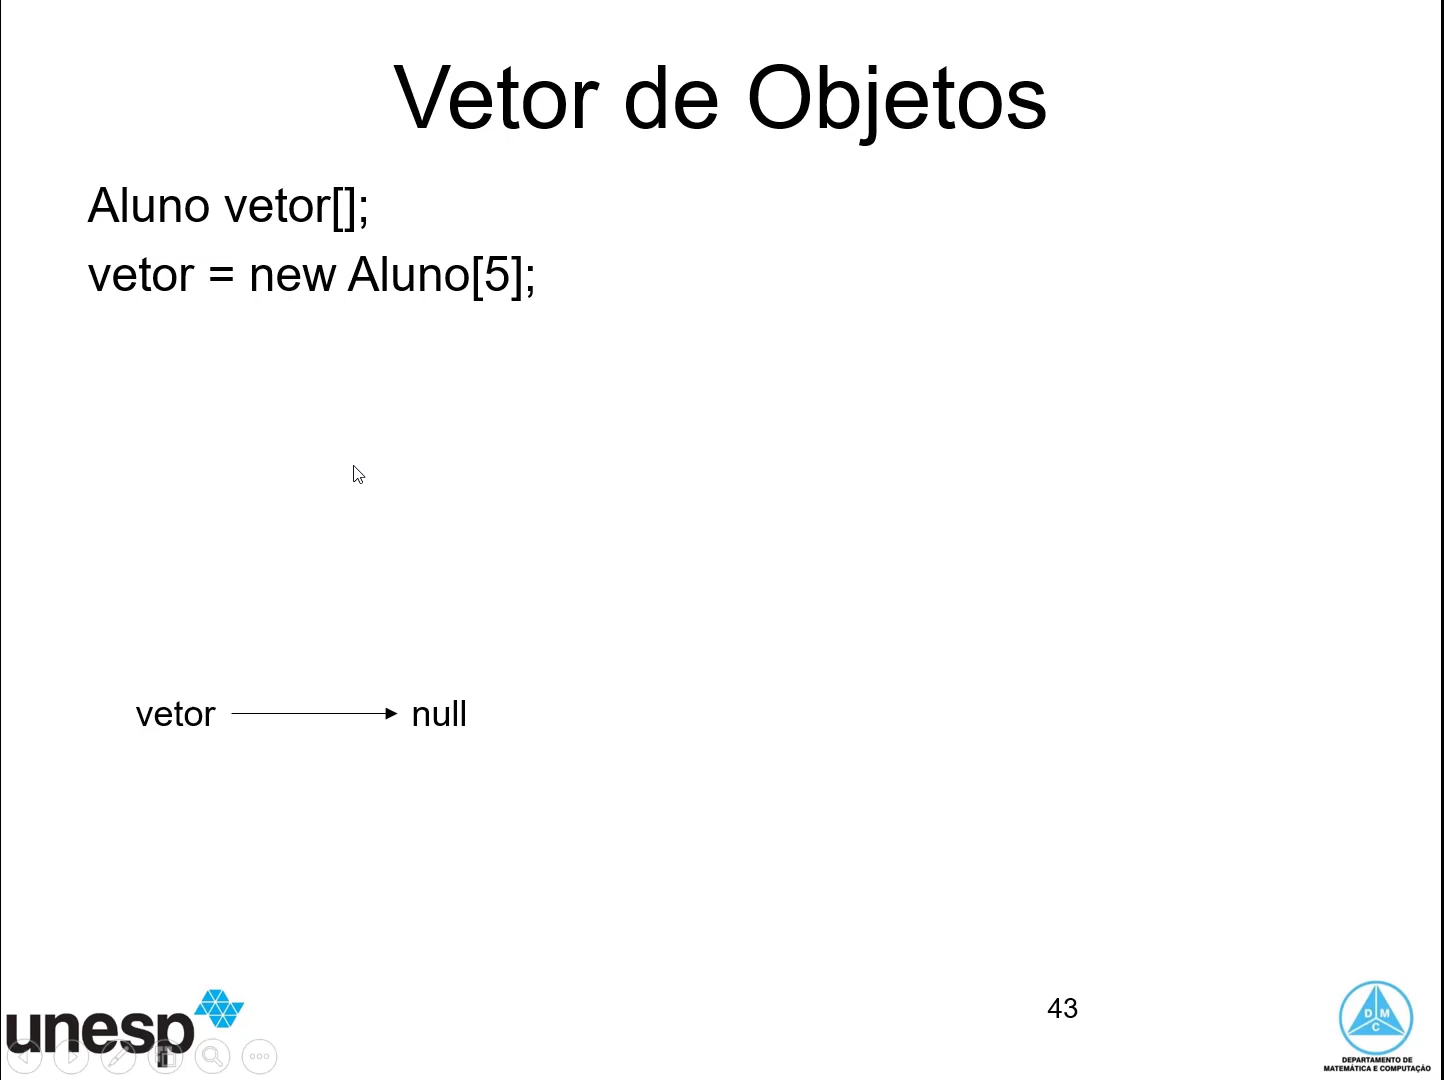 Vetor de Objetos
Aluno vetor[];
vetor = new Aluno[5];
vetor null
43
unesp
D M
C
DEPARTAMENTO DE
MATEMÁTICA E COMPUTAÇÃO